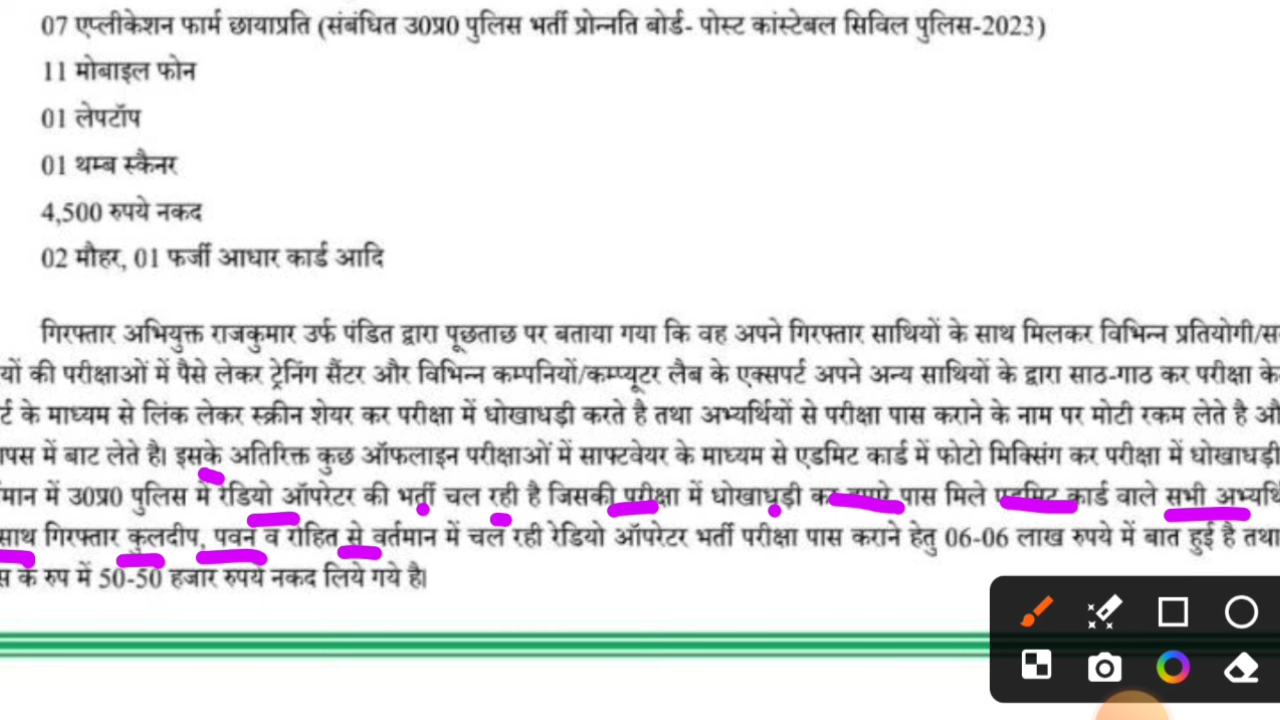 07 एप्लीकेशन फार्म छायाप्रति (संबंधित उ0प्र0 पुलिस भर्ती प्रोन्नति बोर्ड- पोस्ट कांस्टेबल सिविल पुलिस-2023)
11 मोबाइल फोन
01 लेपटॉप
01 थम्ब स्कैनर
4,500 रुपये नकद
02 मौहर, 01 फर्जी आधार कार्ड आदि
गिरफ्तार अभियुक्त राजकुमार उर्फ पंडित द्वारा पूछताछ पर बताया गया कि वह अपने गिरफ्तार साथियों के साथ मिलकर विभिन्न प्रतियोगी/स
यों की परीक्षाओं में पैसे लेकर ट्रेनिंग सैंटर और विभिन्न कम्पनियों/कम्प्यूटर लैब के एक्सपर्ट अपने अन्य साथियों के द्वारा साठ-गाठ कर परीक्षा के
र्ट के माध्यम से लिंक लेकर स्क्रीन शेयर कर परीक्षा में धोखाधड़ी करते है तथा अभ्यर्थियों से परीक्षा पास कराने के नाम पर मोटी रकम लेते है औ
पस में बाट लेते है। इसके अतिरिक्त कुछ ऑफलाइन परीक्षाओं में साफ्टवेयर के माध्यम से एडमिट कार्ड में फोटो मिक्सिंग कर परीक्षा में धोखाधड़ी
मान में उ0प्र0 पुलिस में रेडियो ऑपरेटर की भर्ती चल रही है जिसकी परीक्षा में धोखाधड़ी कर पास मिले एडमिट कार्ड वाले सभी अभ्यर्थि
साथ गिरफ्तार कुलदीप, पवन व रोहित से वर्तमान में चल रही रेडियो ऑपरेटर भर्ती परीक्षा पास कराने हेतु 06-06 लाख रुपये में बात हुई है तथा
स के रुप में 50-50 हजार रुपये नकद लिये गये है।